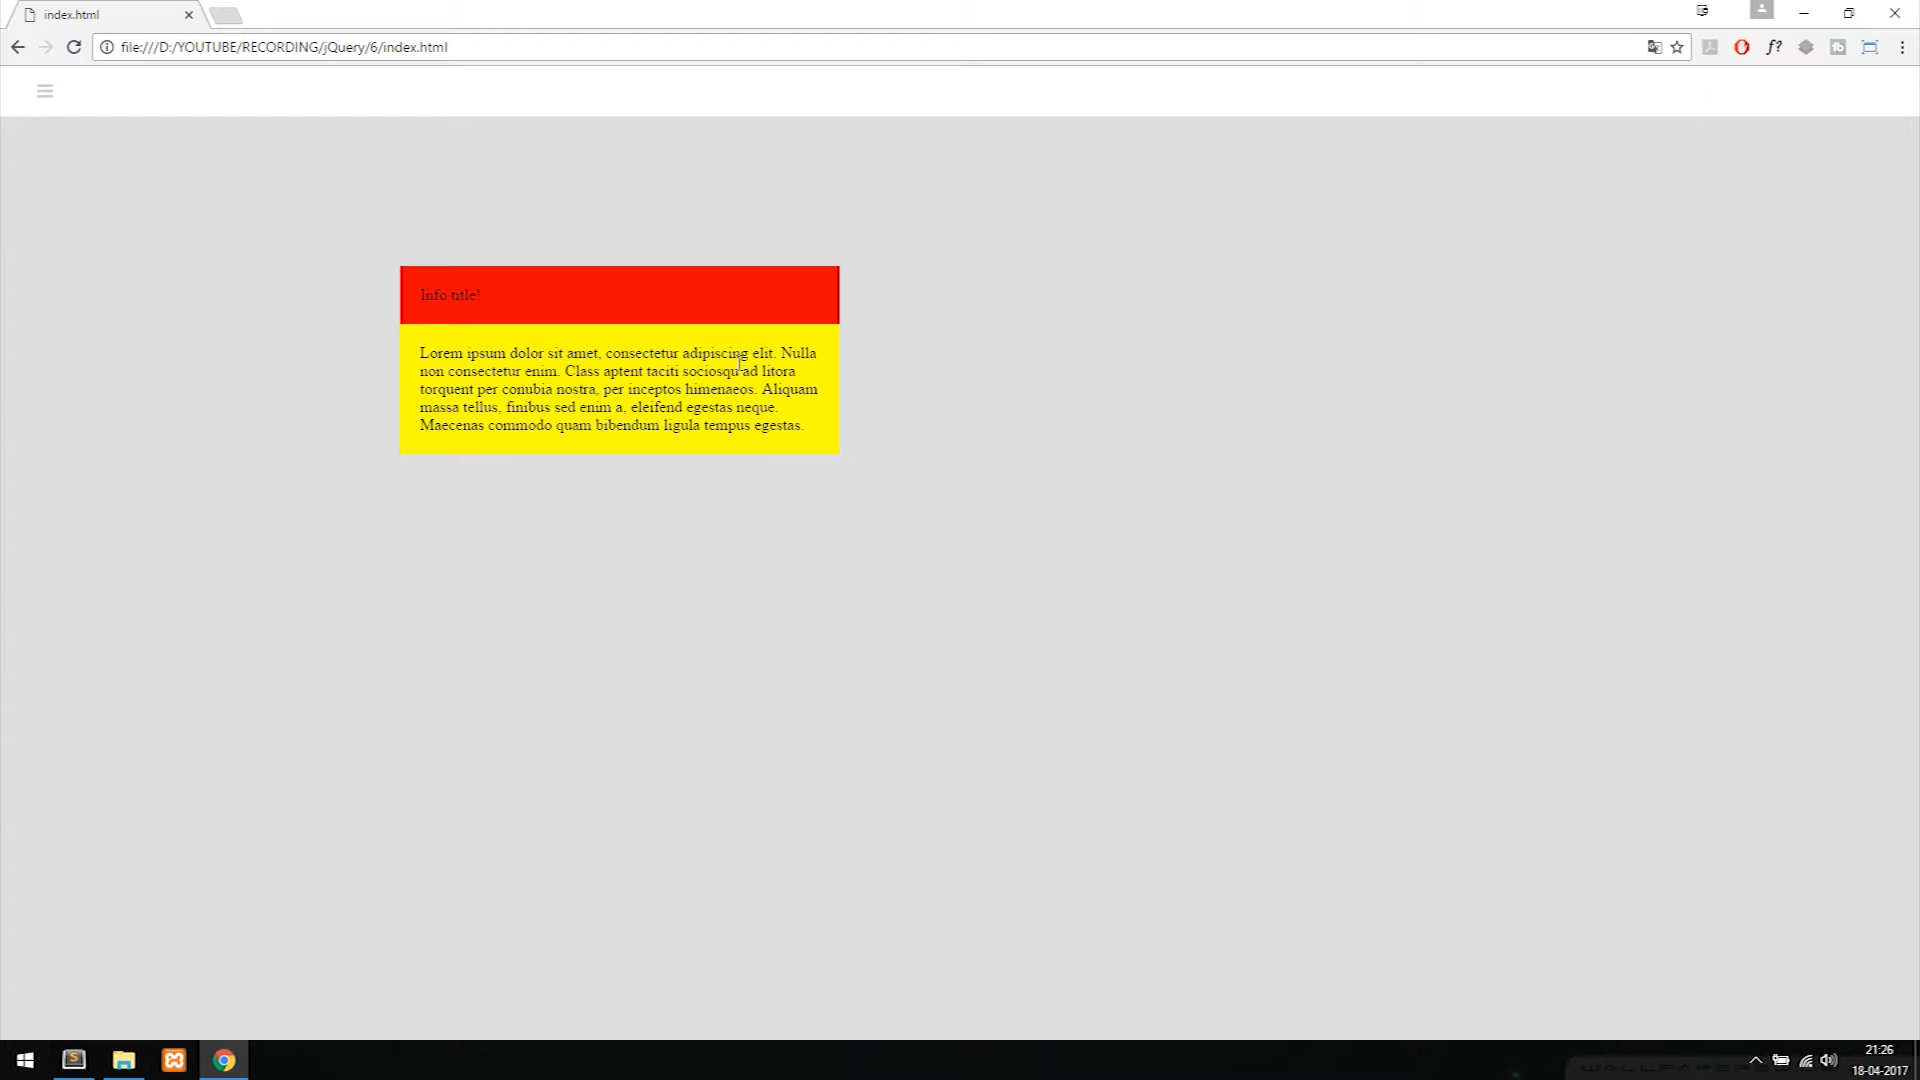 index.html
file:///D:/YOUTUBE/RECORDING/jQuery/6/index.html
Info title!
Lorem ipsum dolor sit amet, consectetur adipiscing elit. Nulla
non consectetur enim. Class aptent taciti sociosqu ad litora
torquent per conubia nostra, per inceptos himenaeos. Aliquam
massa tellus, finibus sed enim a, eleifend egestas neque.
Maecenas commodo quam bibendum ligula tempus egestas.
21:26
18-04-2017